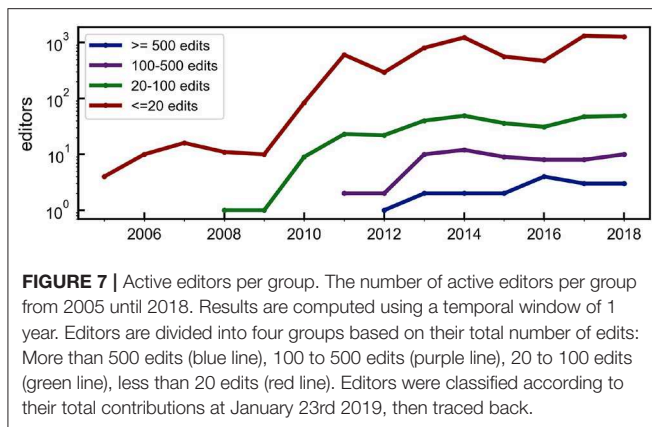 10³
10²
10¹
10⁰
editors
>= 500 edits
100-500 edits
20-100 edits
<=20 edits
2006 2008 2010 2012 2014 2016 2018
FIGURE 7 | Active editors per group. The number of active editors per group
from 2005 until 2018. Results are computed using a temporal window of 1
year. Editors are divided into four groups based on their total number of edits:
More than 500 edits (blue line), 100 to 500 edits (purple line), 20 to 100 edits
(green line), less than 20 edits (red line). Editors were classified according to
their total contributions at January 23rd 2019, then traced back.